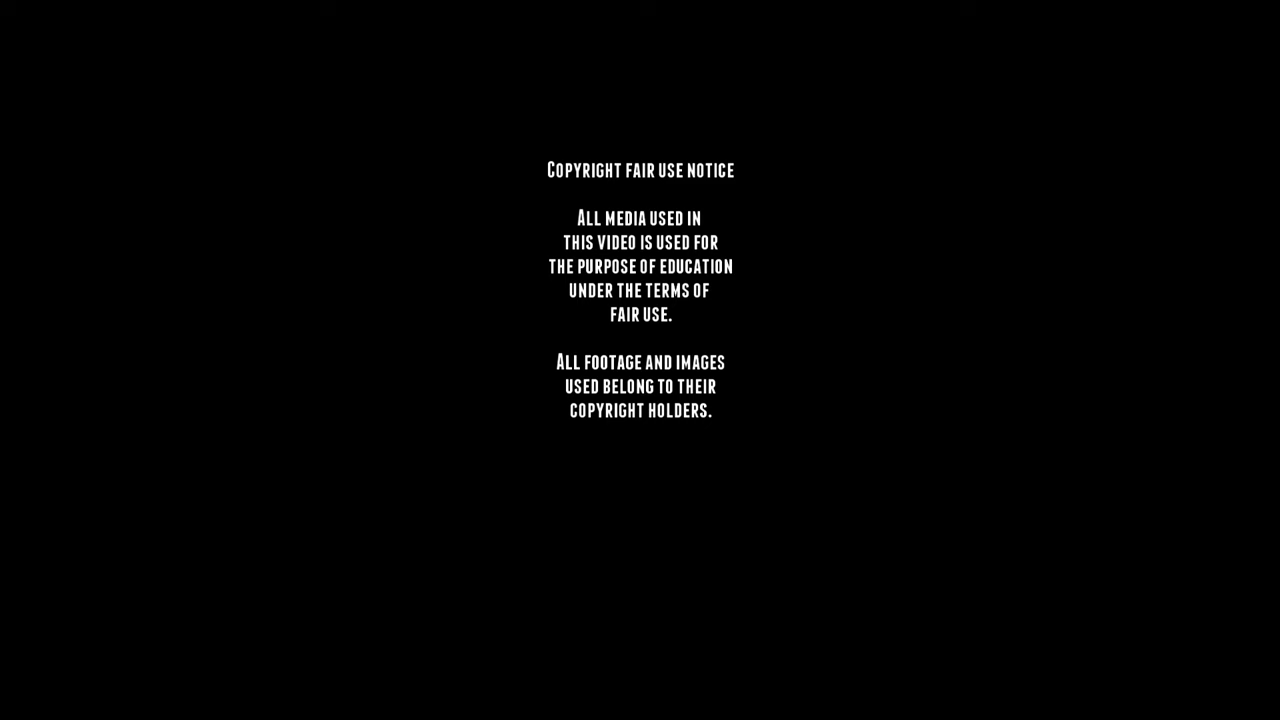 Copyright fair use notice
All media used in
this video is used for
the purpose of education
under the terms of
fair use.
All footage and images
used belong to their
copyright holders.